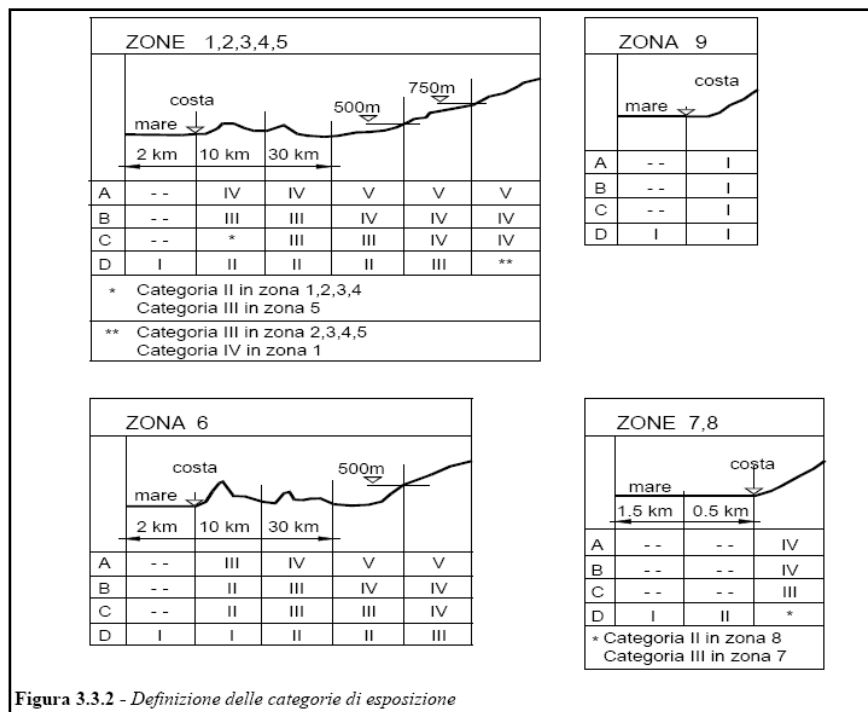 ZONE 1,2,3,4,5
costa
mare
500m
750m
2 km 10 km 30 km
A -- IV IV V V V
B -- III III IV IV IV
C -- * III III IV IV
D I II II II III **
* Categoria II in zona 1,2,3,4
Categoria III in zona 5
** Categoria III in zona 2,3,4,5
Categoria IV in zona 1
ZONA 9
costa
mare
A -- I
B -- I
C -- I
D I I
ZONA 6
costa
mare
500m
2 km 10 km 30 km
A -- III IV V V
B -- II III IV IV
C -- II III III IV
D I I II II III
ZONE 7,8
costa
mare
1.5 km 0.5 km
A -- -- IV
B -- -- IV
C -- -- III
D I II *
* Categoria II in zona 8
Categoria III in zona 7
Figura 3.3.2 - Definizione delle categorie di esposizione